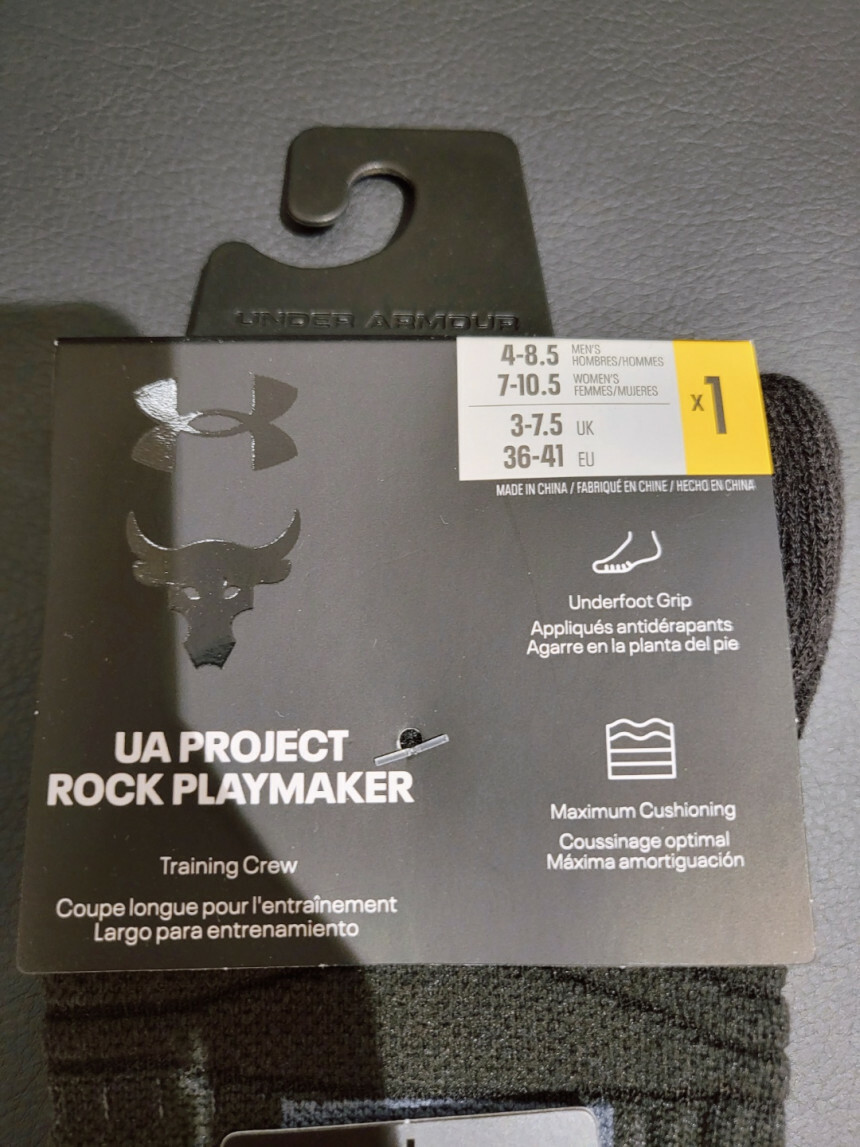 UNDER ARMOUR
4-8.5 MEN'S HOMBRES/HOMMES
7-10.5 WOMEN'S FEMMES/MUJERES
3-7.5 UK
36-41 EU
x1
MADE IN CHINA / FABRIQUÉ EN CHINE / HECHO EN CHINA
Underfoot Grip
Appliqués antidérapants
Agarre en la planta del pie
UA PROJECT
ROCK PLAYMAKER
Maximum Cushioning
Coussinage optimal
Máxima amortiguación
Training Crew
Coupe longue pour l'entraînement
Largo para entrenamiento